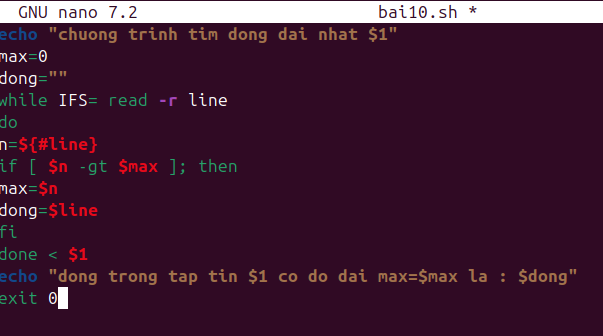 GNU nano 7.2 bai10.sh *
echo "chuong trinh tim dong dai nhat $1"
max=0
dong=""
while IFS= read -r line
do
n=${#line}
if [ $n -gt $max ]; then
max=$n
dong=$line
fi
done < $1
echo "dong trong tap tin $1 co do dai max=$max la : $dong"
exit 0